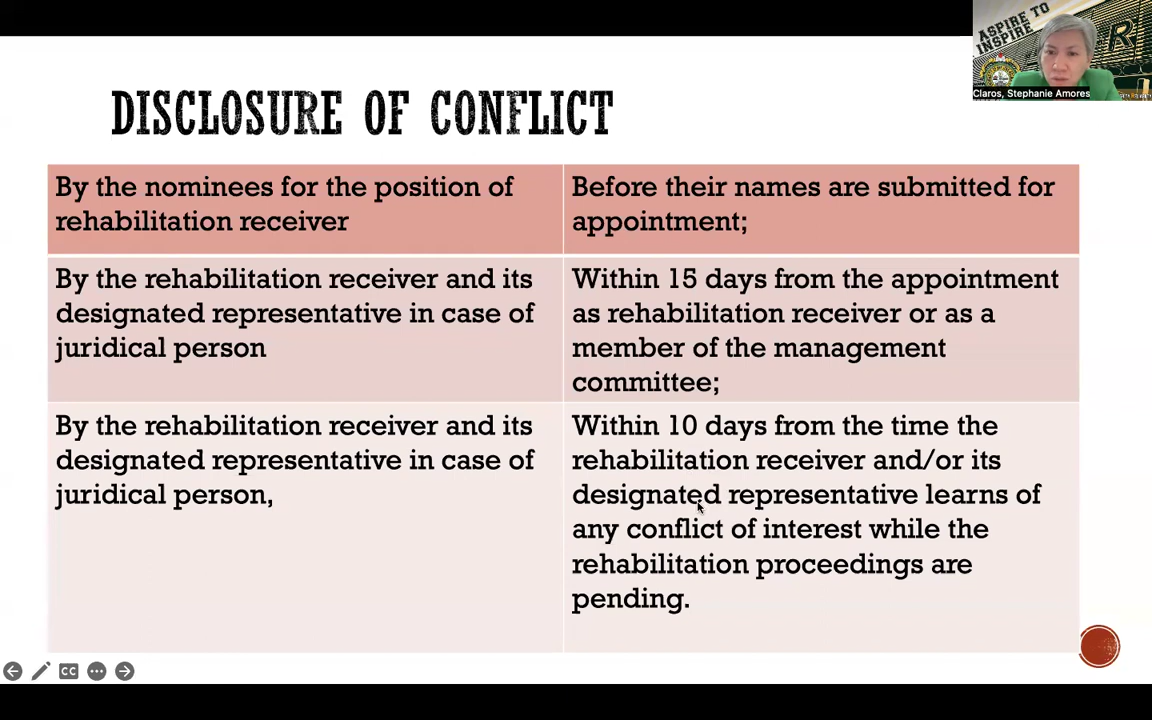 ASPIRE TO
INSPIRE
R
Claros, Stephanie Amores
DISCLOSURE OF CONFLICT
By the nominees for the position of
rehabilitation receiver
Before their names are submitted for
appointment;
By the rehabilitation receiver and its
designated representative in case of
juridical person
Within 15 days from the appointment
as rehabilitation receiver or as a
member of the management
committee;
By the rehabilitation receiver and its
designated representative in case of
juridical person,
Within 10 days from the time the
rehabilitation receiver and/or its
designated representative learns of
any conflict of interest while the
rehabilitation proceedings are
pending.
CC